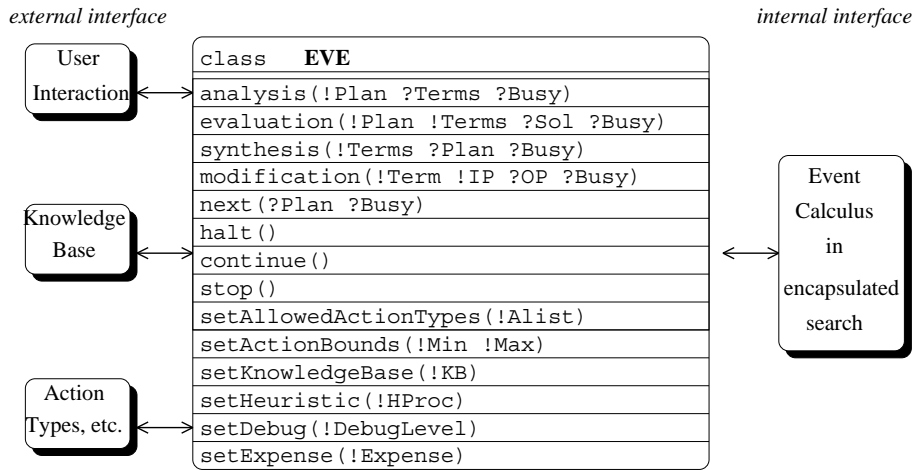 external interface
internal interface
User
Interaction
Knowledge
Base
Action
Types, etc.
class EVE
analysis(!Plan ?Terms ?Busy)
evaluation(!Plan !Terms ?Sol ?Busy)
synthesis(!Terms ?Plan ?Busy)
modification(!Term !IP ?OP ?Busy)
next(?Plan ?Busy)
halt()
continue()
stop()
setAllowedActionTypes(!Alist)
setActionBounds(!Min !Max)
setKnowledgeBase(!KB)
setHeuristic(!HProc)
setDebug(!DebugLevel)
setExpense(!Expense)
Event
Calculus
in
encapsulated
search